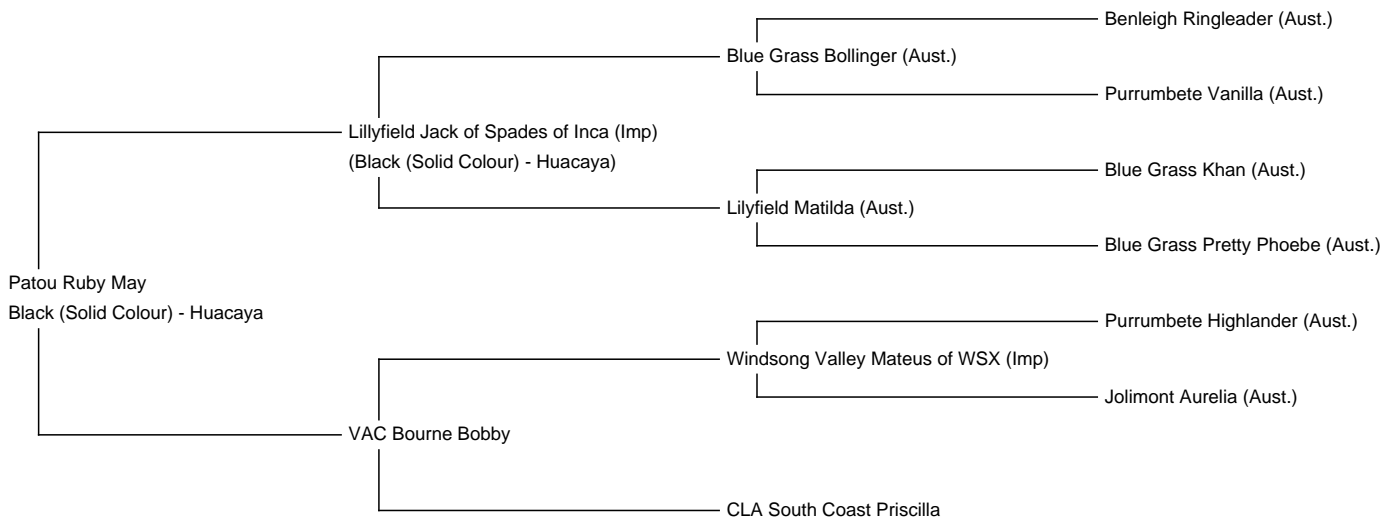 Benleigh Ringleader (Aust.)
Blue Grass Bollinger (Aust.)
Purrumbete Vanilla (Aust.)
Lillyfield Jack of Spades of Inca (Imp)
(Black (Solid Colour) - Huacaya)
Blue Grass Khan (Aust.)
Lilyfield Matilda (Aust.)
Blue Grass Pretty Phoebe (Aust.)
Patou Ruby May
Black (Solid Colour) - Huacaya
Purrumbete Highlander (Aust.)
Windsong Valley Mateus of WSX (Imp)
Jolimont Aurelia (Aust.)
VAC Bourne Bobby
CLA South Coast Priscilla